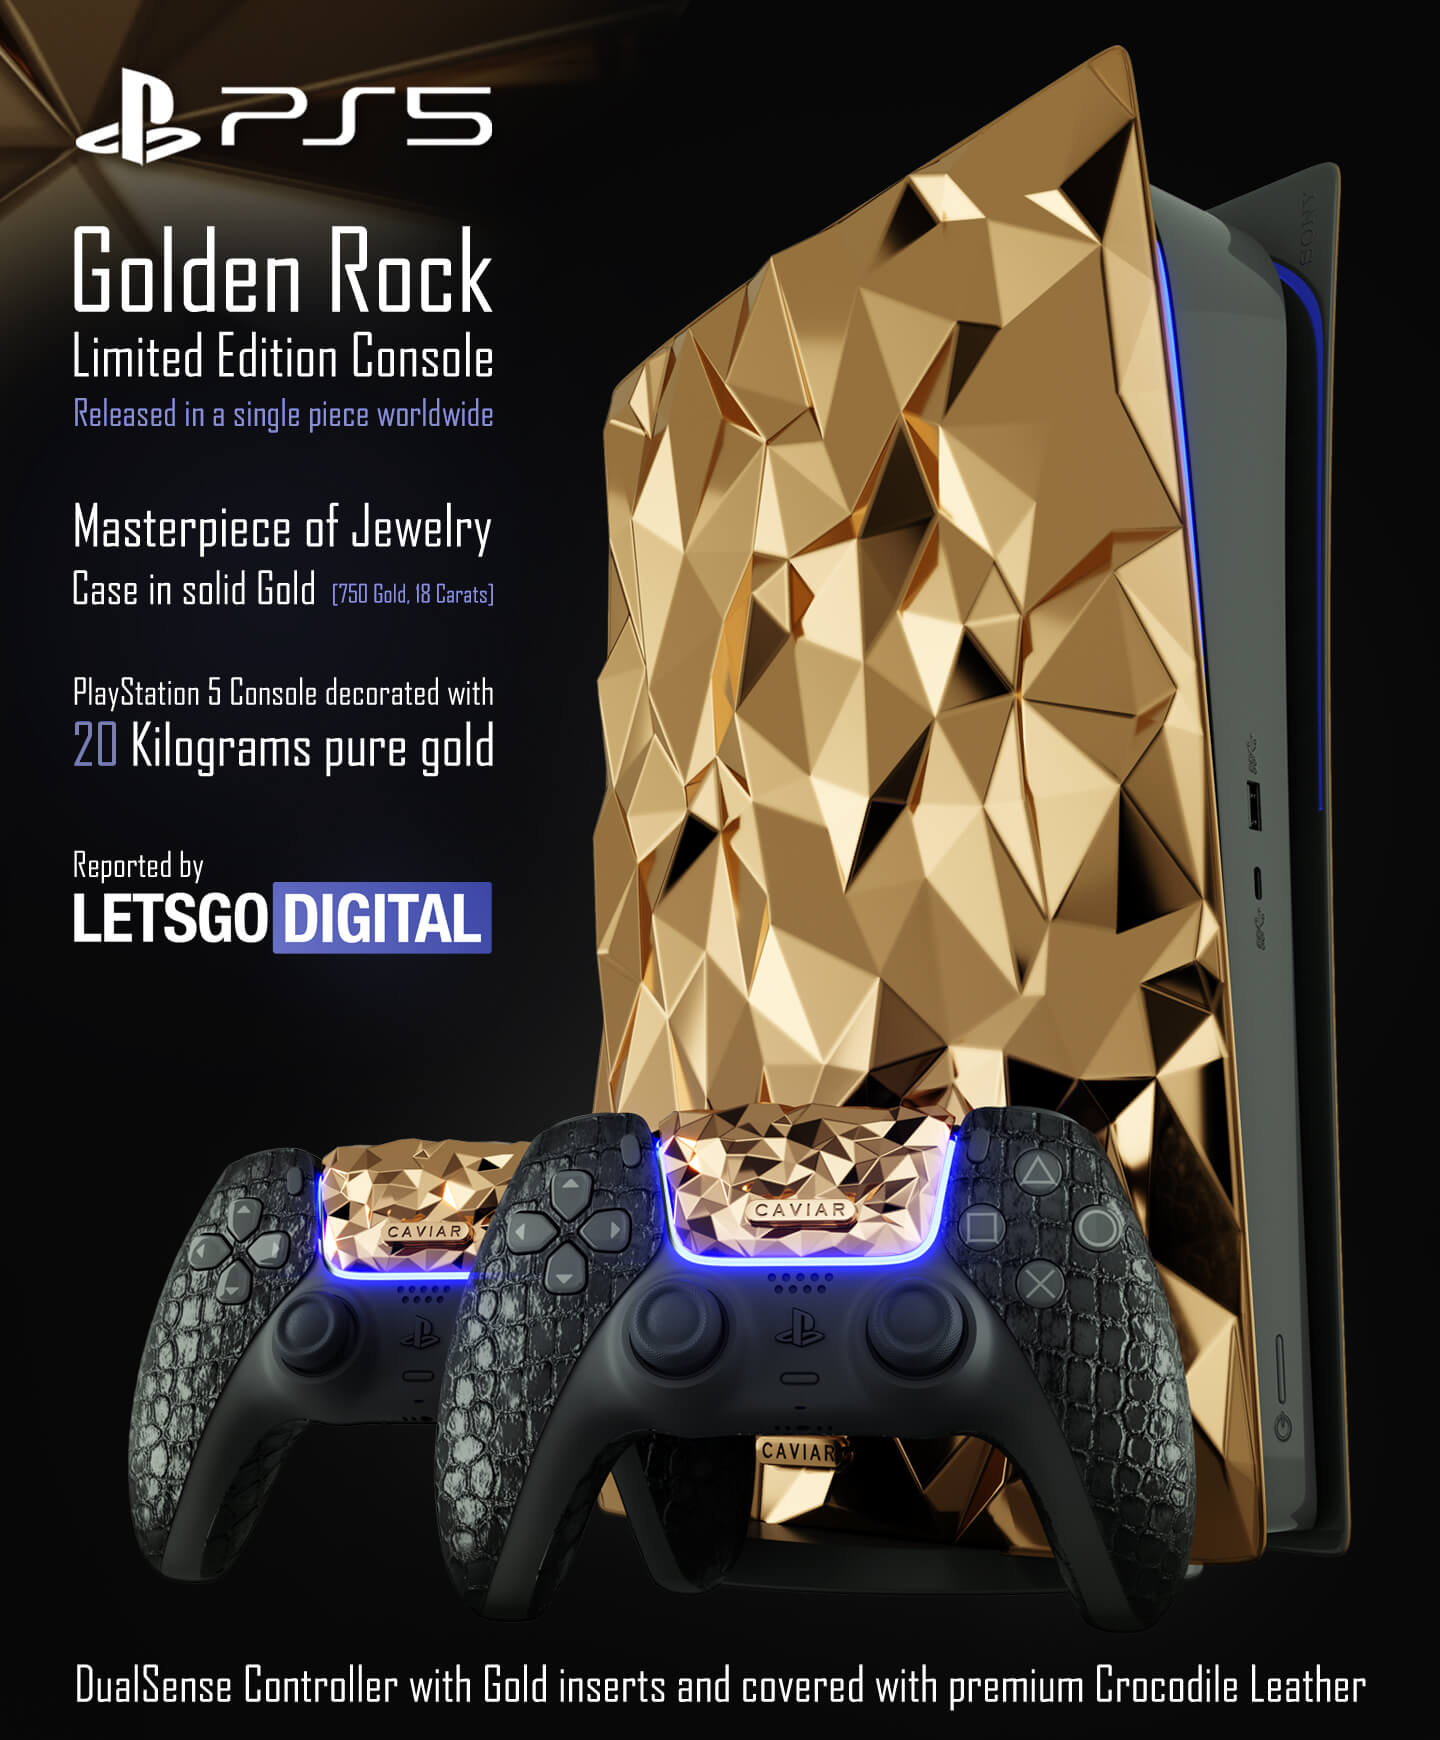 PS5
Golden Rock
Limited Edition Console
Released in a single piece worldwide
Masterpiece of Jewelry
Case in solid Gold [750 Gold, 18 Carats]
PlayStation 5 Console decorated with
20 Kilograms pure gold
Reported by
LETSGO DIGITAL
SONY
CAVIAR
CAVIAR
CAVIAR
DualSense Controller with Gold inserts and covered with premium Crocodile Leather